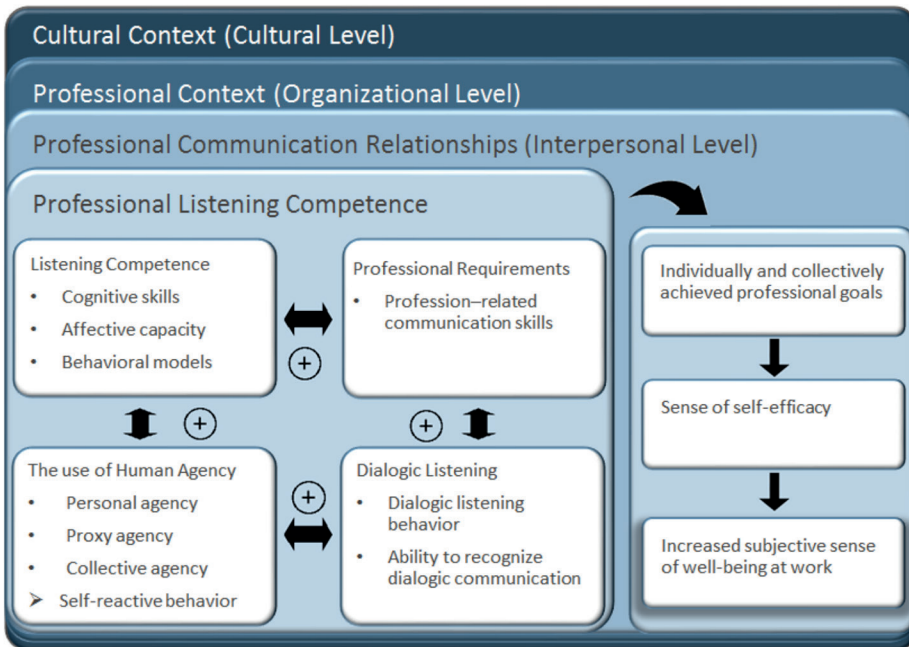 Cultural Context (Cultural Level)
Professional Context (Organizational Level)
Professional Communication Relationships (Interpersonal Level)
Professional Listening Competence
Listening Competence
• Cognitive skills
• Affective capacity
• Behavioral models
+
Professional Requirements
• Profession–related
communication skills
+
+
The use of Human Agency
• Personal agency
• Proxy agency
• Collective agency
➢ Self-reactive behavior
+
Dialogic Listening
• Dialogic listening
behavior
• Ability to recognize
dialogic communication
Individually and collectively
achieved professional goals
Sense of self-efficacy
Increased subjective sense
of well-being at work